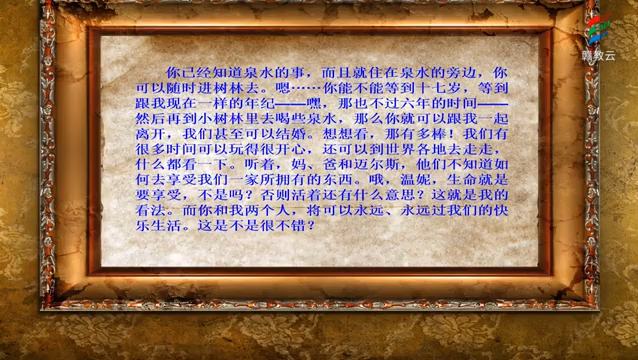 赣教云
你已经知道泉水的事，而且就住在泉水的旁边，你
可以随时进树林去。嗯……你能不能等到十七岁，等到
跟我现在一样的年纪——嘿，那也不过六年的时间——
然后再到小树林里去喝些泉水，那么你就可以跟我一起
离开，我们甚至可以结婚。想想看，那有多棒！我们有
很多时间可以玩得很开心，还可以到世界各地去走走，
什么都看一下。听着，妈、爸和迈尔斯，他们不知道如
何去享受我们一家所拥有的东西。哦，温妮，生命就是
要享受，不是吗？否则活着还有什么意思？这就是我的
看法。而你和我两个人，将可以永远、永远过我们的快
乐生活。这是不是很不错？